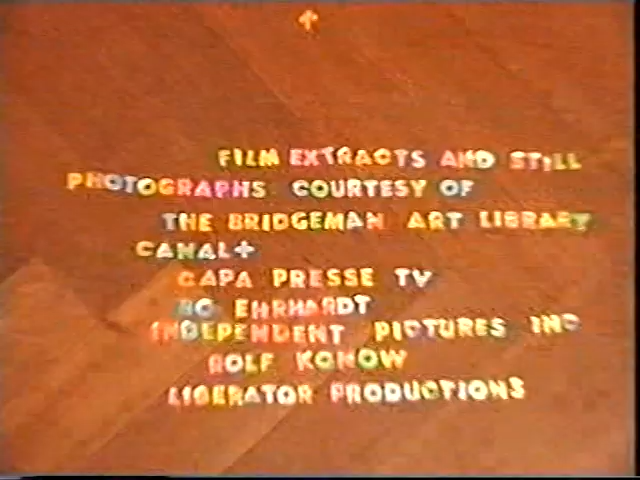 FILM EXTRACTS AND STILL
PHOTOGRAPHS COURTESY OF
THE BRIDGEMAN ART LIBRARY
CANAL+
CAPA PRESSE TV
BO EHRHARDT
INDEPENDENT PICTURES INC
ROLF KONOW
LIBERATOR PRODUCTIONS